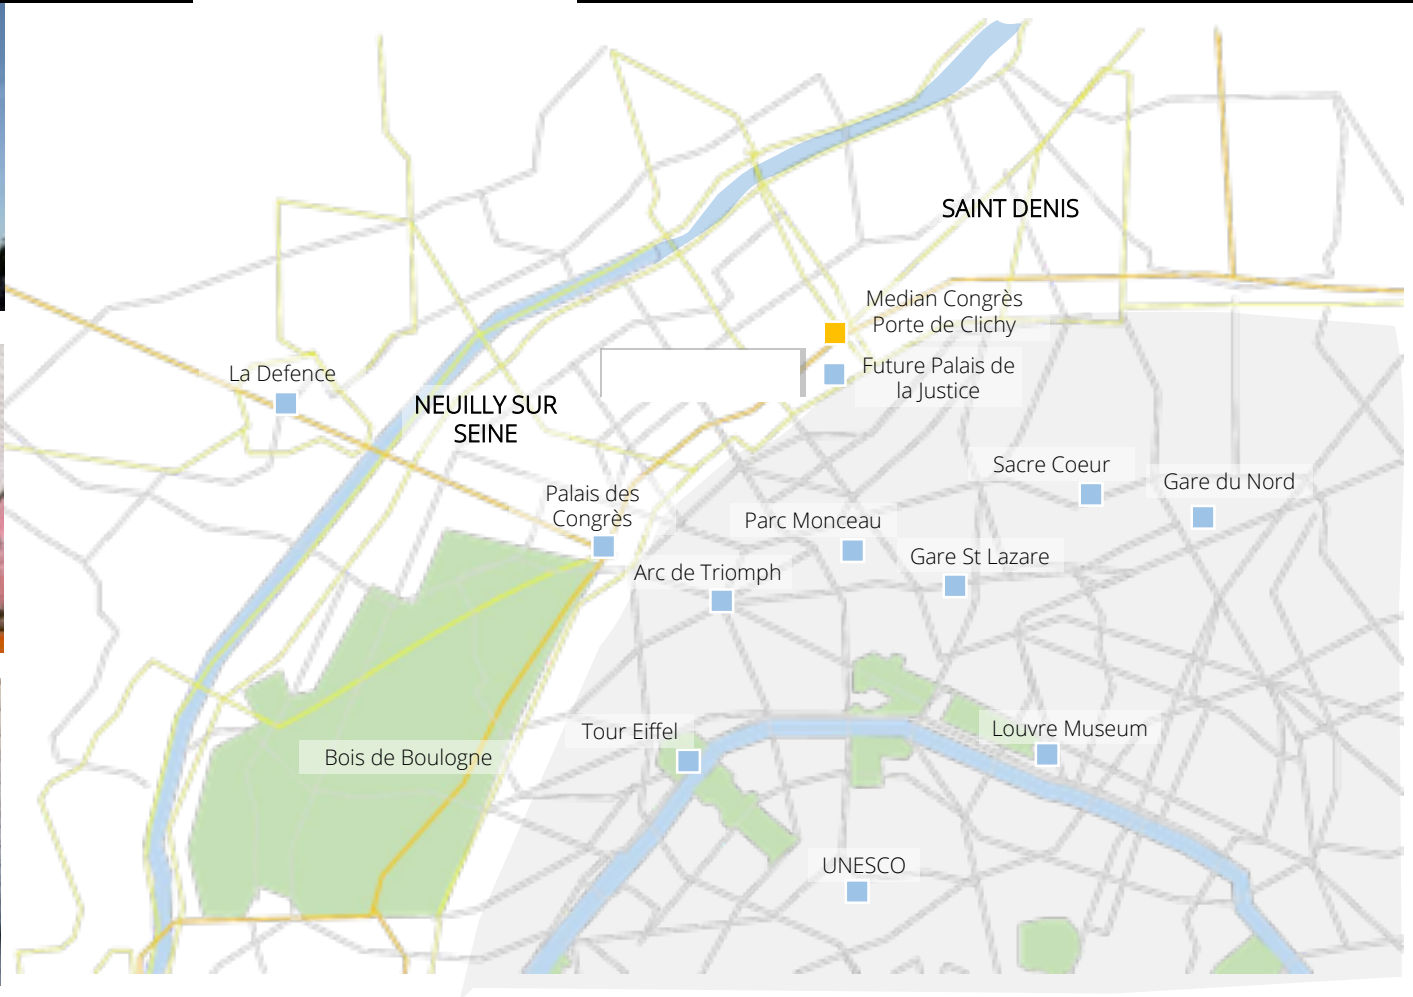 SAINT DENIS
Median Congrès
Porte de Clichy
Future Palais de
la Justice
La Defence
NEUILLY SUR
SEINE
Sacre Coeur
Gare du Nord
Palais des
Congrès
Parc Monceau
Gare St Lazare
Arc de Triomph
Tour Eiffel
Louvre Museum
Bois de Boulogne
UNESCO